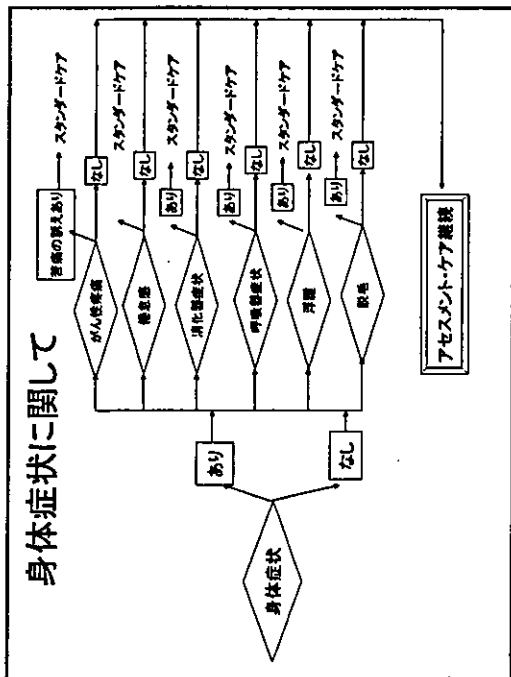 身体症状に関して
身体症状
あり
なし
がん性疼痛
苦痛の訴えあり
スタンダードケア
なし
倦怠感
スタンダードケア
なし
消化器症状
あり
スタンダードケア
なし
呼吸器症状
あり
スタンダードケア
なし
浮腫
あり
スタンダードケア
なし
脱毛
あり
スタンダードケア
なし
アセスメント・ケア継続